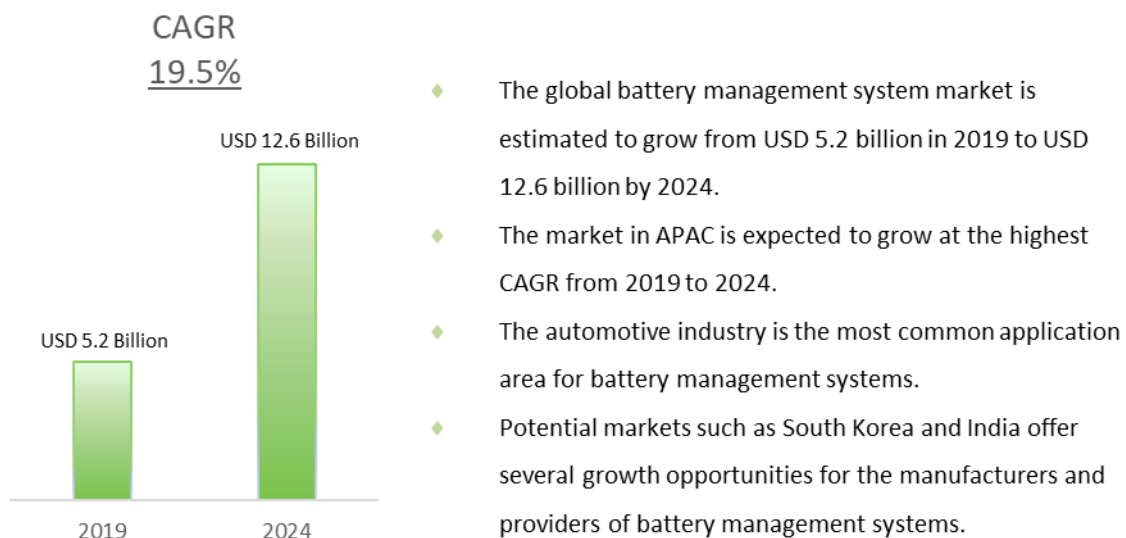 CAGR
19.5%
USD 12.6 Billion
USD 5.2 Billion
2019
2024
The global battery management system market is
estimated to grow from USD 5.2 billion in 2019 to USD
12.6 billion by 2024.
The market in APAC is expected to grow at the highest
CAGR from 2019 to 2024.
The automotive industry is the most common application
area for battery management systems.
Potential markets such as South Korea and India offer
several growth opportunities for the manufacturers and
providers of battery management systems.